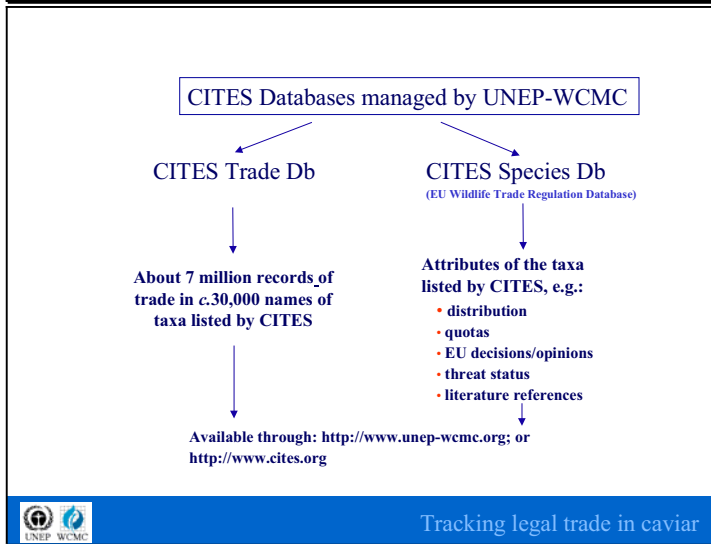 CITES Databases managed by UNEP-WCMC
CITES Trade Db
CITES Species Db
(EU Wildlife Trade Regulation Database)
About 7 million records of
trade in c.30,000 names of
taxa listed by CITES
Attributes of the taxa
listed by CITES, e.g.:
• distribution
• quotas
• EU decisions/opinions
• threat status
• literature references
Available through: http://www.unep-wcmc.org; or
http://www.cites.org
UNEP WCMC
Tracking legal trade in caviar